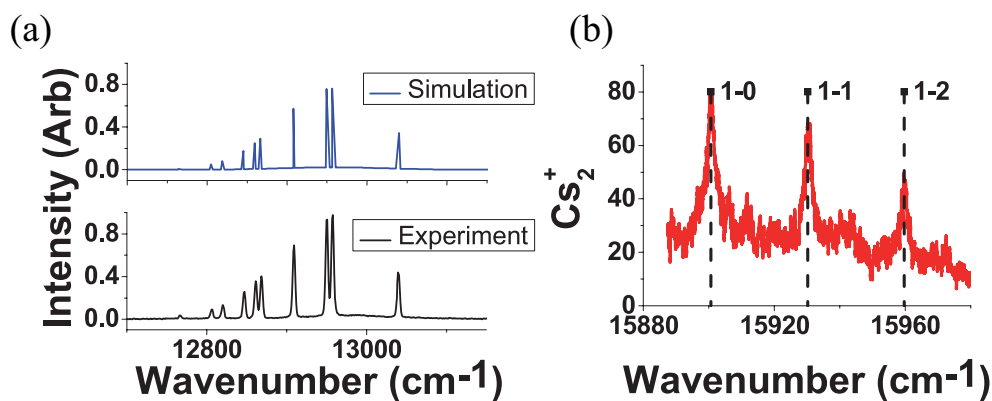 (a)
(b)
Intensity (Arb)
0.8
0.4
0.0
Simulation
0.8
0.4
0.0
Experiment
12800
13000
Wavenumber (cm-1)
Cs2+
80
60
40
20
0
1-0
1-1
1-2
15880
15920
15960
Wavenumber (cm-1)